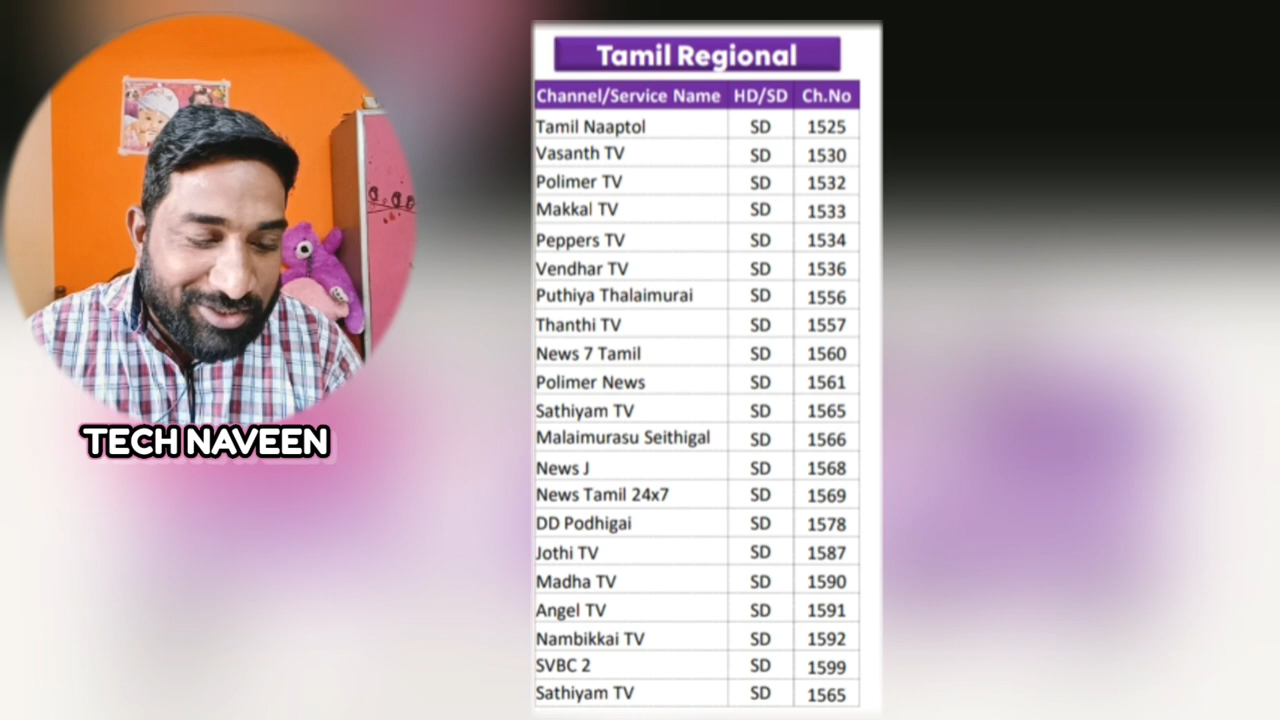 Tamil Regional
Channel/Service Name HD/SD Ch.No
Tamil Naaptol SD 1525
Vasanth TV SD 1530
Polimer TV SD 1532
Makkal TV SD 1533
Peppers TV SD 1534
Vendhar TV SD 1536
Puthiya Thalaimurai SD 1556
Thanthi TV SD 1557
News 7 Tamil SD 1560
Polimer News SD 1561
Sathiyam TV SD 1565
Malaimurasu Seithigal SD 1566
News J SD 1568
News Tamil 24x7 SD 1569
DD Podhigai SD 1578
Jothi TV SD 1587
Madha TV SD 1590
Angel TV SD 1591
Nambikkai TV SD 1592
SVBC 2 SD 1599
Sathiyam TV SD 1565
TECH NAVEEN